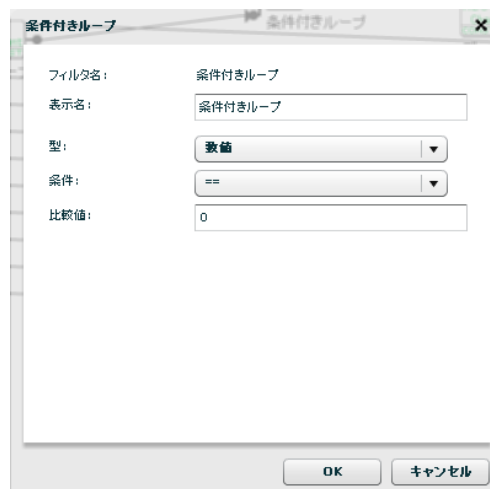 条件付きループ
条件付きループ
フィルタ名: 条件付きループ
表示名: 条件付きループ
型: 数値
条件: ==
比較値: 0
OK キャンセル